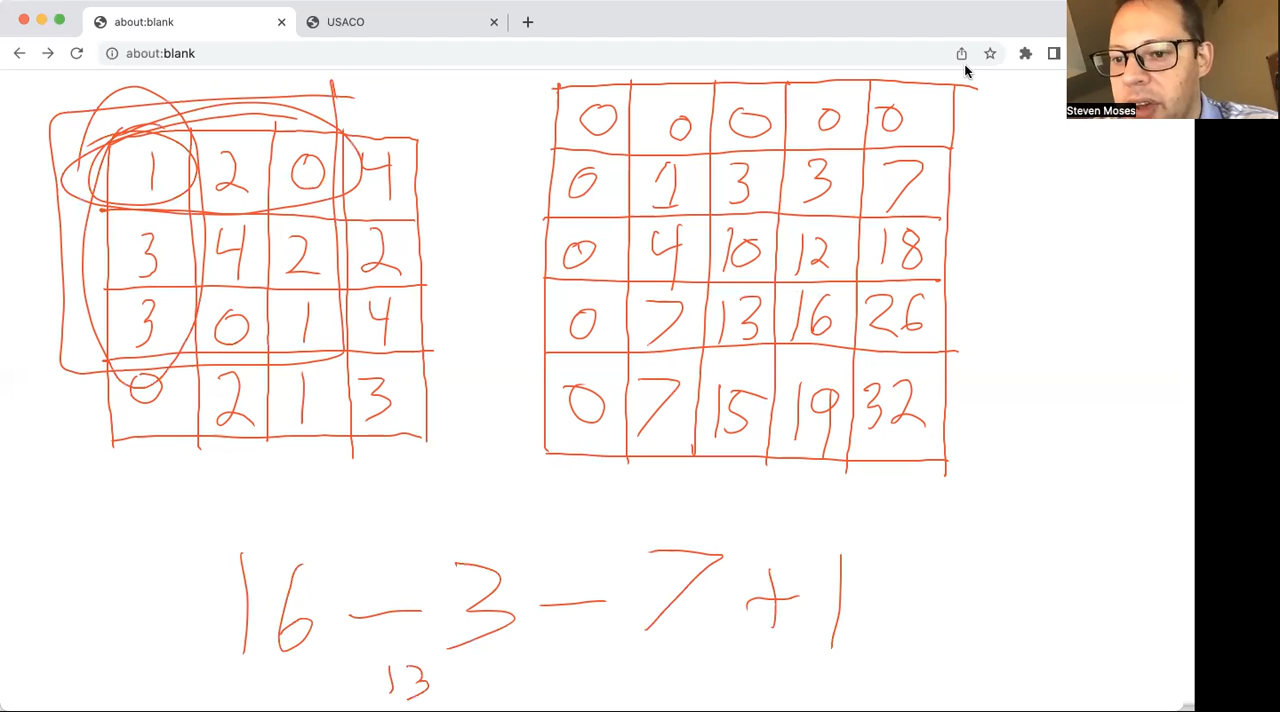 about:blank
USACO
about:blank
Steven Moses
1 2 0 4
3 4 2 2
3 0 1 4
0 2 1 3
0 0 0 0 0
0 1 3 3 7
0 4 10 12 18
0 7 13 16 26
0 7 15 19 32
16 - 3 - 7 + 1
13